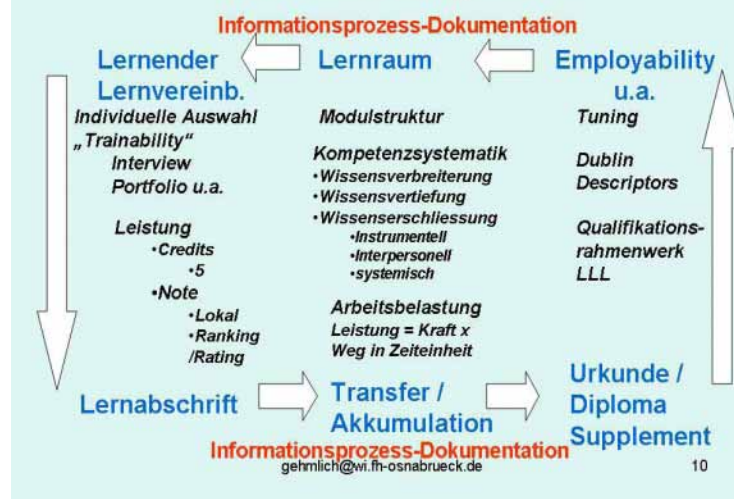 Informationsprozess-Dokumentation
Lernender
Lernvereinb.
Individuelle Auswahl
„Trainability“
Interview
Portfolio u.a.
Leistung
•Credits
•5
•Note
•Lokal
•Ranking
/Rating
Lernraum
Modulstruktur
Kompetenzsystematik
•Wissensverbreiterung
•Wissensvertiefung
•Wissenserschliessung
•Instrumentell
•Interpersonell
•systemisch
Arbeitsbelastung
Leistung = Kraft x
Weg in Zeiteinheit
Employability
u.a.
Tuning
Dublin
Descriptors
Qualifikations-
rahmenwerk
LLL
Lernabschrift
Transfer /
Akkumulation
Urkunde /
Diploma
Supplement
Informationsprozess-Dokumentation
gehmlich@wi.fh-osnabrueck.de
10